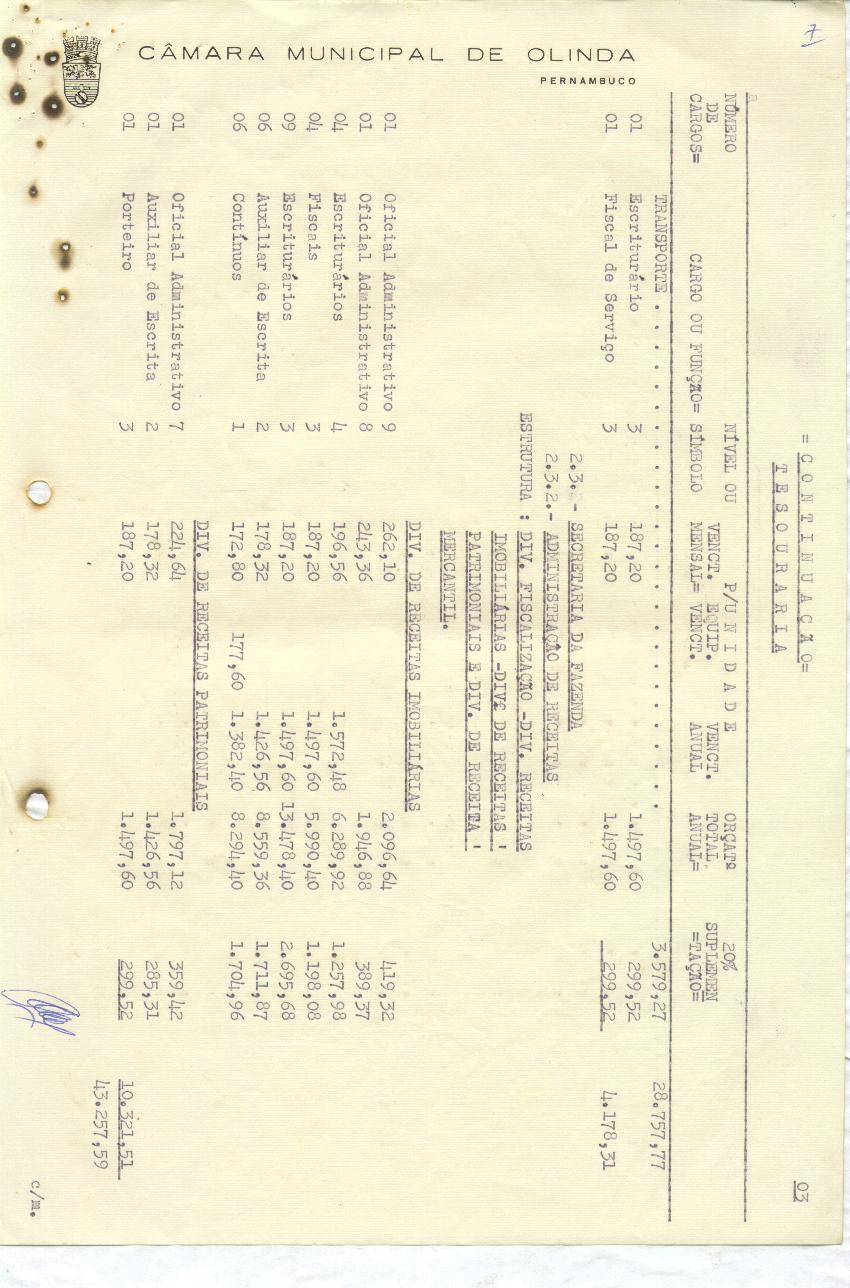 CÂMARA MUNICIPAL DE OLINDA
PERNAMBUCO
7
03
= C O N T I N U A Ç Ã O=
T E S O U R A R I A
NÚMERO NÍVEL OU P/U N I D A D E ORÇATº 20%
DE CARGO OU FUNÇÃO= SÍMBOLO VENCT. EQUIP. VENCT. TOTAL SUPLEMEN
CARGOS= MENSAL= VENCT. ANUAL ANUAL= =TAÇÃO=
TRANSPORTE . . . . . . . . . . . . . . . . . . . . 3.579,27 28.757,77
01 Escriturário 3 187,20 1.497,60 299,52
01 Fiscal de Serviço 3 187,20 1.497,60 299,52 4.178,31
2.3. - SECRETARIA DA FAZENDA
2.3.2.- ADMINISTRAÇÃO DE RECEITAS
ESTRUTURA : DIV. FISCALIZAÇÃO -DIV. RECEITAS
IMOBILIÁRIAS -DIVª DE RECEITAS '
PATRIMONIAIS E DIV. DE RECEITA '
MERCANTIL.
DIV. DE RECEITAS IMOBILIÁRIAS
01 Oficial Administrativo 9 262,10 2.096,64 419,32
01 Oficial Administrativo 8 243,36 1.946,88 389,37
04 Escriturários 4 196,56 1.572,48 6.289,92 1.257,98
04 Fiscais 3 187,20 1.497,60 5.990,40 1.198,08
09 Escriturários 3 187,20 1.497,60 13.478,40 2.695,68
06 Auxiliar de Escrita 2 178,32 1.426,56 8.559,36 1.711,87
06 Contínuos 1 172,80 177,60 1.382,40 8.294,40 1.704,96
DIV. DE RECEITAS PATRIMONIAIS
01 Oficial Administrativo 7 224,64 1.797,12 359,42
01 Auxiliar de Escrita 2 178,32 1.426,56 285,31
01 Porteiro 3 187,20 1.497,60 299,52 10.321,51
43.257,59
c/m.